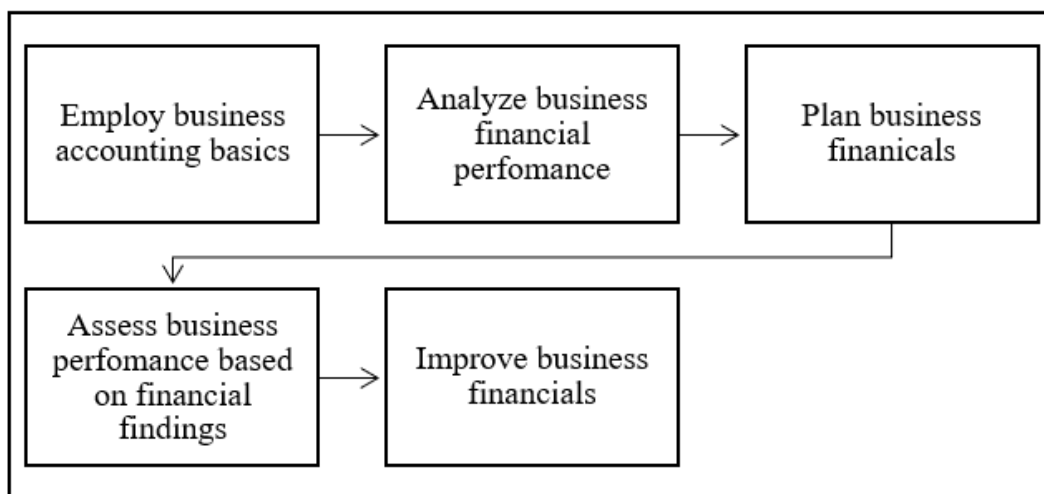 Employ business
accounting basics
Analyze business
financial
perfomance
Plan business
finanicals
Assess business
perfomance based
on financial
findings
Improve business
financials